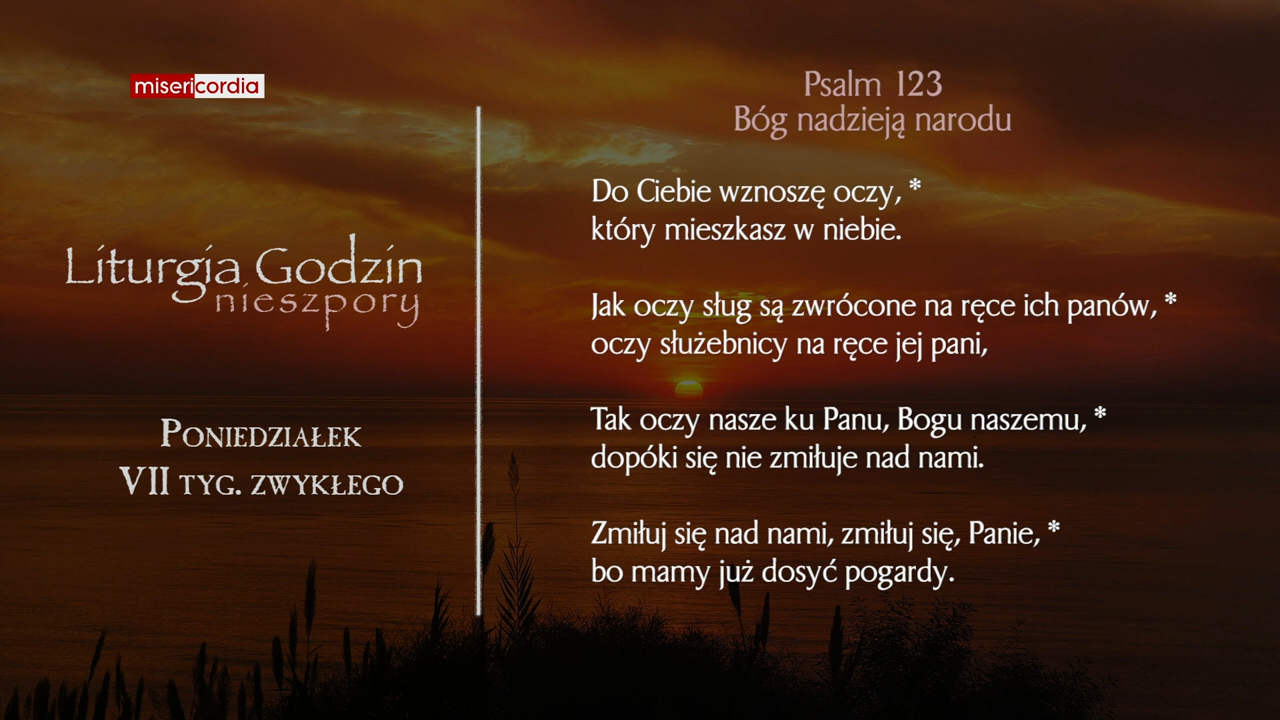 misericordia
Liturgia Godzin
nieszpory
Poniedziałek
VII tyg. zwykłego
Psalm 123
Bóg nadzieją narodu
Do Ciebie wznoszę oczy, *
który mieszkasz w niebie.
Jak oczy sług są zwrócone na ręce ich panów, *
oczy służebnicy na ręce jej pani,
Tak oczy nasze ku Panu, Bogu naszemu, *
dopóki się nie zmiłuje nad nami.
Zmiłuj się nad nami, zmiłuj się, Panie, *
bo mamy już dosyć pogardy.